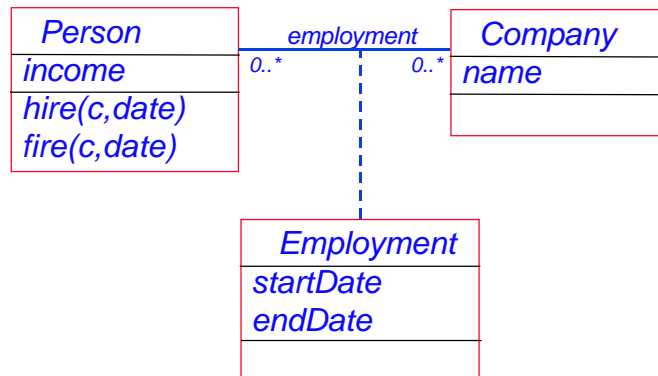 Person
income
hire(c,date)
fire(c,date)
employment
0..*
0..*
Company
name
Employment
startDate
endDate